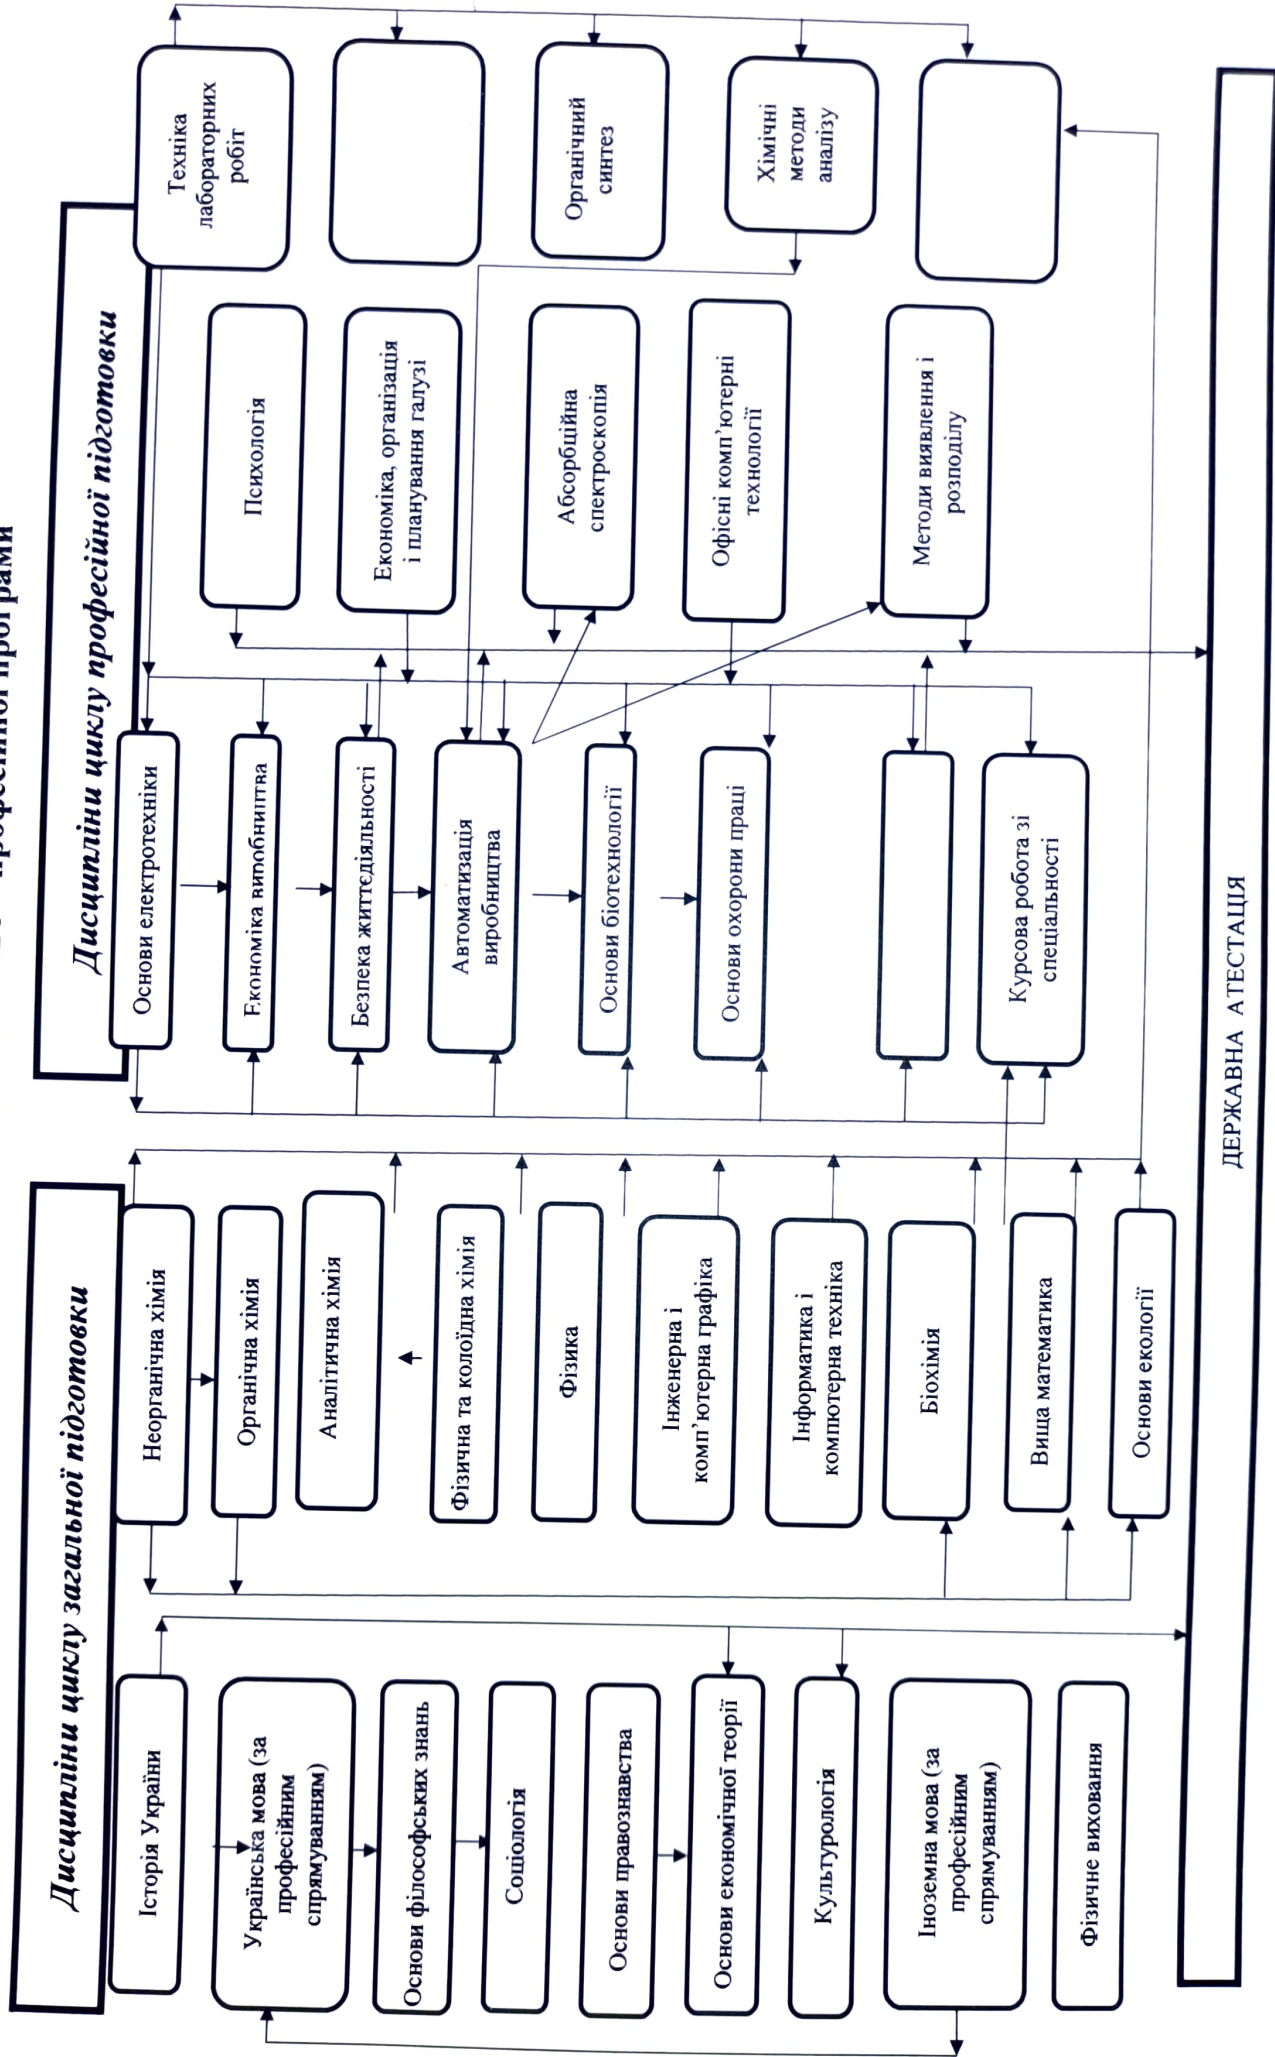 професійної програми
Дисципліни циклу загальної підготовки
Дисципліни циклу професійної підготовки
Історія України
Українська мова (за
професійним
спрямуванням)
Основи філософських знань
Соціологія
Основи правознавства
Основи економічної теорії
Культурологія
Іноземна мова (за
професійним
спрямуванням)
Фізичне виховання
Неорганічна хімія
Органічна хімія
Аналітична хімія
Фізична та колоїдна хімія
Фізика
Інженерна і
комп’ютерна графіка
Інформатика і
компютерна техніка
Біохімія
Вища математика
Основи екології
Основи електротехніки
Економіка виробництва
Безпека життєдіяльності
Автоматизація
виробництва
Основи біотехнології
Основи охорони праці
Курсова робота зі
спеціальності
Психологія
Економіка, організація
і планування галузі
Абсорбційна
спектроскопія
Офісні комп’ютерні
технології
Методи виявлення і
розподілу
Техніка
лабораторних
робіт
Органічний
синтез
Хімічні
методи
аналізу
ДЕРЖАВНА АТЕСТАЦІЯ